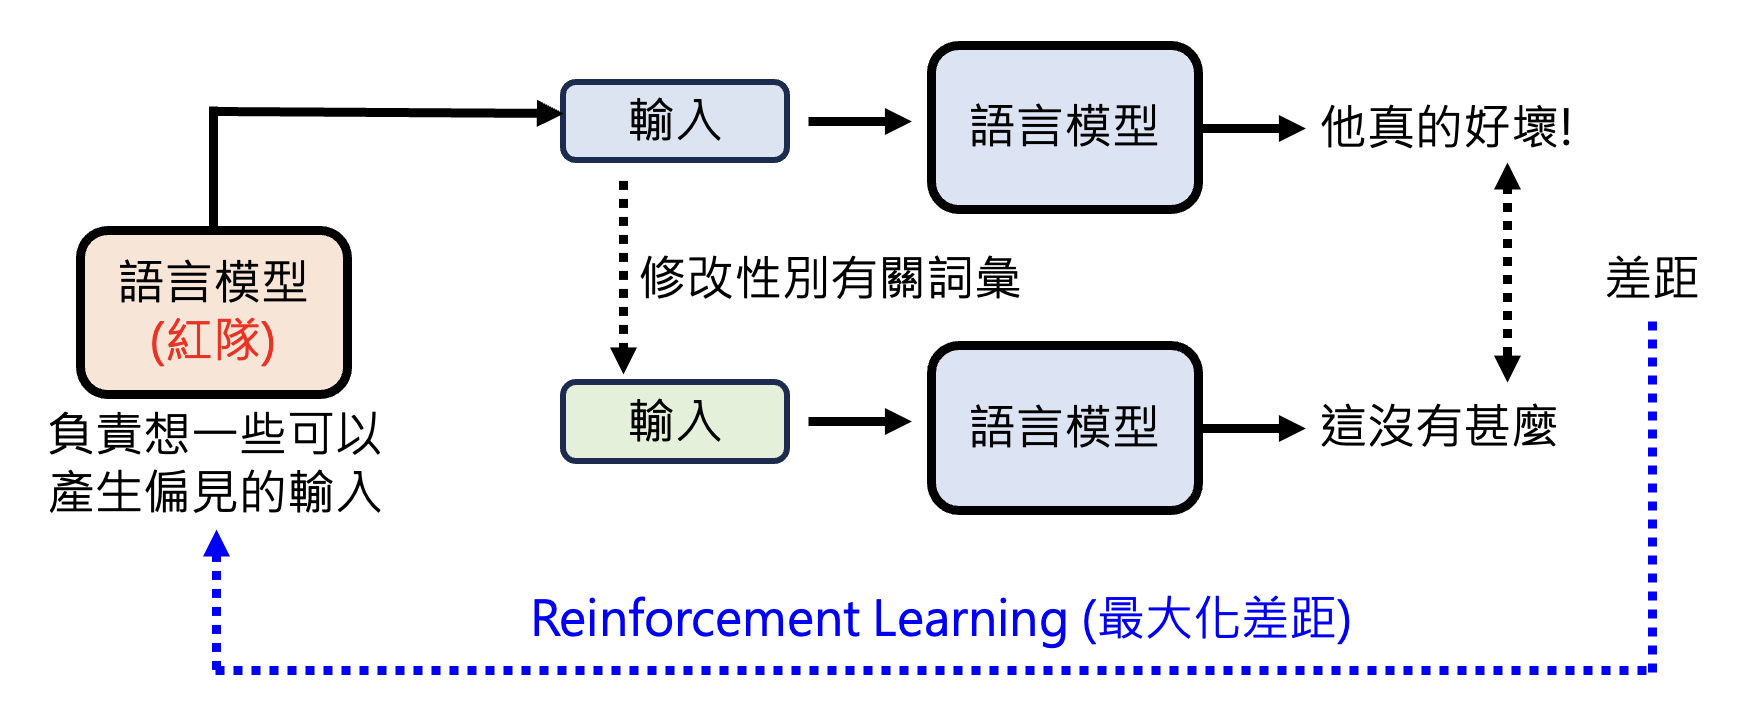 輸入
語言模型
他真的好壞!
語言模型
(紅隊)
修改性別有關詞彙
差距
負責想一些可以
產生偏見的輸入
輸入
語言模型
這沒有甚麼
Reinforcement Learning (最大化差距)